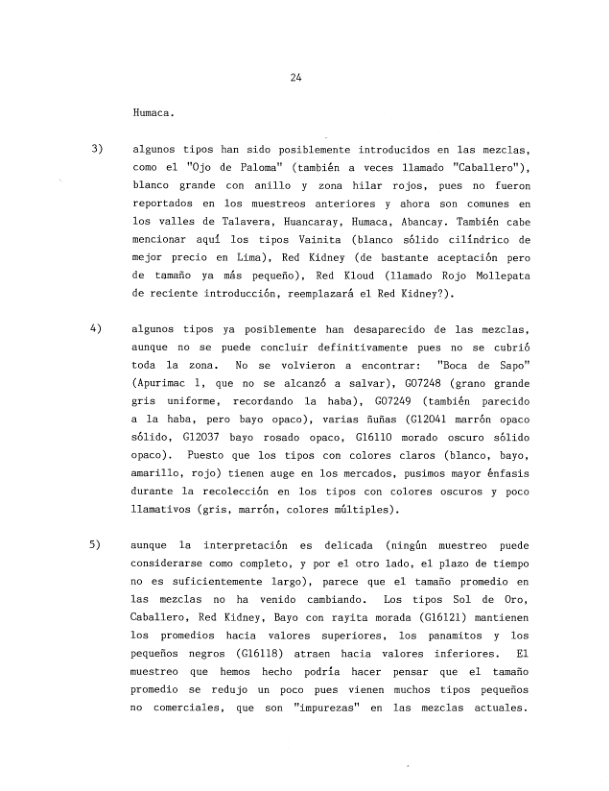 24
Humaca.
3) algunos tipos han sido posiblemente introducidos en las mezclas,
como el "Ojo de Paloma" (también a veces llamado "Caballero"),
blanco grande con anillo y zona hilar rojos, pues no fueron
reportados en los muestreos anteriores y ahora son comunes en
los valles de Talavera, Huancaray, Humaca, Abancay. También cabe
mencionar aquí los tipos Vainita (blanco sólido cilíndrico de
mejor precio en Lima), Red Kidney (de bastante aceptación pero
de tamaño ya más pequeño), Red Kloud (llamado Rojo Mollepata
de reciente introducción, reemplazará el Red Kidney?).
4) algunos tipos ya posiblemente han desaparecido de las mezclas,
aunque no se puede concluir definitivamente pues no se cubrió
toda la zona. No se volvieron a encontrar: "Boca de Sapo"
(Apurimac 1, que no se alcanzó a salvar), G07248 (grano grande
gris uniforme, recordando la haba), G07249 (también parecido
a la haba, pero bayo opaco), varias ñuñas (G12041 marrón opaco
sólido, G12037 bayo rosado opaco, G16110 morado oscuro sólido
opaco). Puesto que los tipos con colores claros (blanco, bayo,
amarillo, rojo) tienen auge en los mercados, pusimos mayor énfasis
durante la recolección en los tipos con colores oscuros y poco
llamativos (gris, marrón, colores múltiples).
5) aunque la interpretación es delicada (ningún muestreo puede
considerarse como completo, y por el otro lado, el plazo de tiempo
no es suficientemente largo), parece que el tamaño promedio en
las mezclas no ha venido cambiando. Los tipos Sol de Oro,
Caballero, Red Kidney, Bayo con rayita morada (G16121) mantienen
los promedios hacia valores superiores, los panamitos y los
pequeños negros (G16118) atraen hacia valores inferiores. El
muestreo que hemos hecho podría hacer pensar que el tamaño
promedio se redujo un poco pues vienen muchos tipos pequeños
no comerciales, que son "impurezas" en las mezclas actuales.